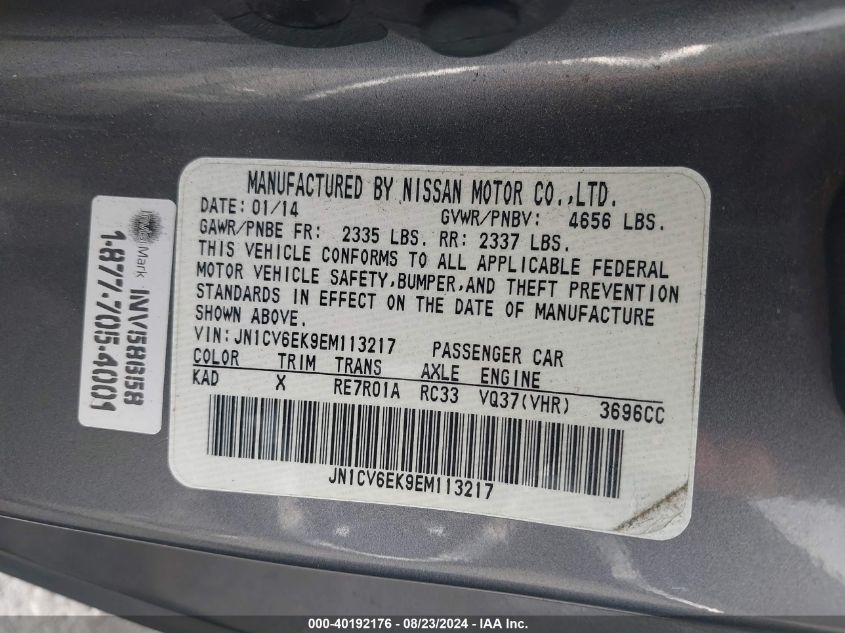 MANUFACTURED BY NISSAN MOTOR CO.,LTD.
DATE: 01/14 GVWR/PNBV: 4656 LBS.
GAWR/PNBE FR: 2335 LBS. RR: 2337 LBS.
THIS VEHICLE CONFORMS TO ALL APPLICABLE FEDERAL
MOTOR VEHICLE SAFETY,BUMPER,AND THEFT PREVENTION
STANDARDS IN EFFECT ON THE DATE OF MANUFACTURE
SHOWN ABOVE.
VIN: JN1CV6EK9EM113217 PASSENGER CAR
COLOR TRIM TRANS AXLE ENGINE
KAD X RE7R01A RC33 VQ37(VHR) 3696CC
JN1CV6EK9EM113217
Mark INV58658
1-877-705-4001
000-40192176 - 08/23/2024 - IAA Inc.